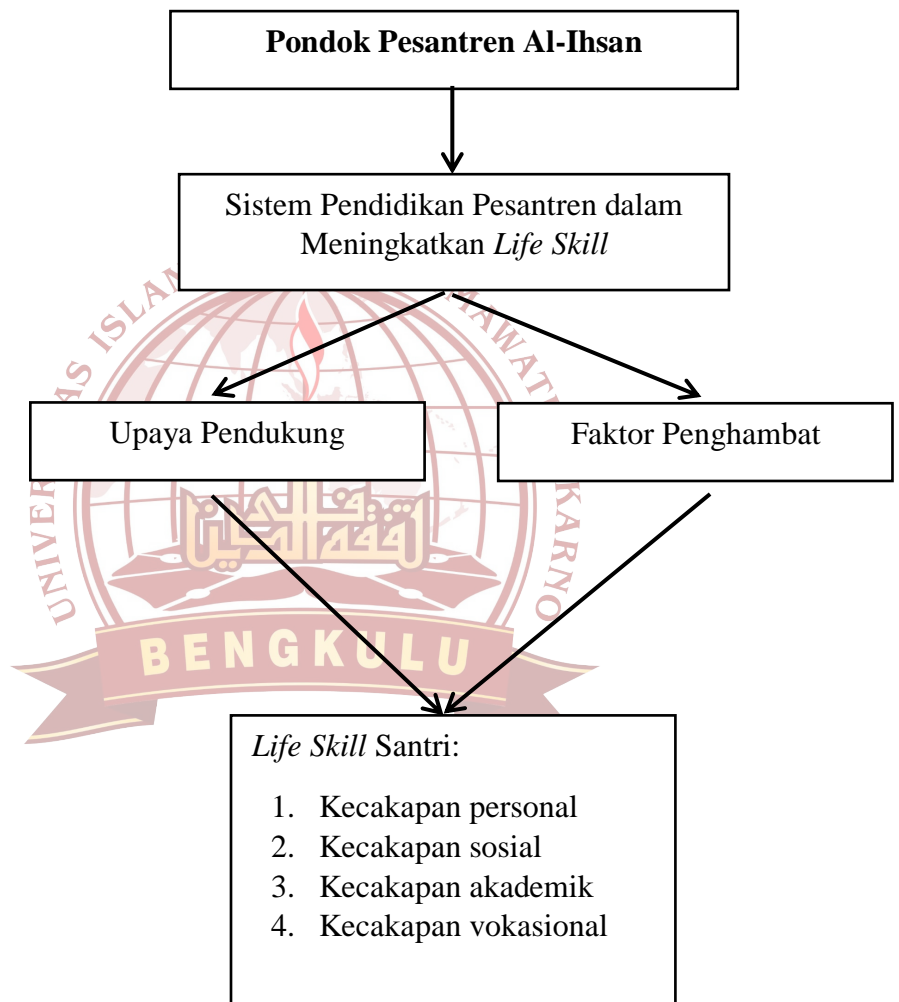 Pondok Pesantren Al-Ihsan
Sistem Pendidikan Pesantren dalam
Meningkatkan Life Skill
Upaya Pendukung
Faktor Penghambat
BENGKULU
Life Skill Santri:
1. Kecakapan personal
2. Kecakapan sosial
3. Kecakapan akademik
4. Kecakapan vokasional